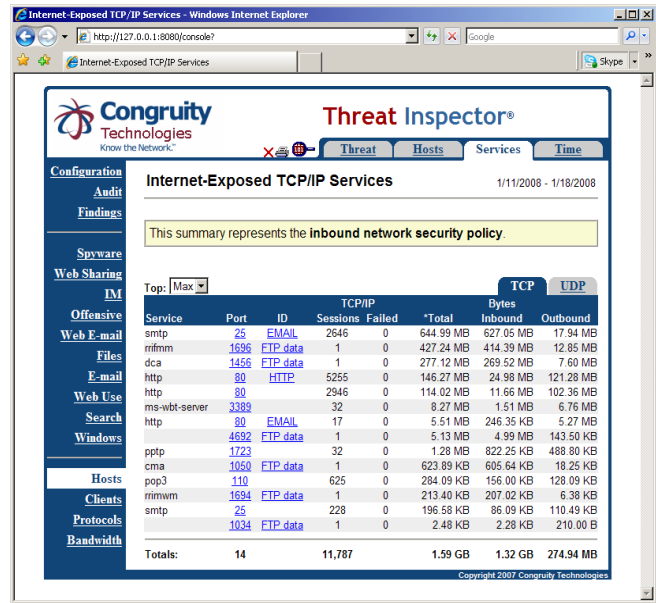 Internet-Exposed TCP/IP Services - Windows Internet Explorer
http://127.0.0.1:8080/console?
Google
Internet-Exposed TCP/IP Services
Skype
Congruity
Technologies
Know the Network.™
Threat Inspector®
Threat Hosts Services Time
Configuration
Audit
Findings
Spyware
Web Sharing
IM
Offensive
Web E-mail
Files
E-mail
Web Use
Search
Windows
Hosts
Clients
Protocols
Bandwidth
Internet-Exposed TCP/IP Services 1/11/2008 - 1/18/2008
This summary represents the inbound network security policy.
Top: Max TCP UDP
TCP/IP Bytes
Service Port ID Sessions Failed *Total Inbound Outbound
smtp 25 EMAIL 2646 0 644.99 MB 627.05 MB 17.94 MB
rrifmm 1696 FTP data 1 0 427.24 MB 414.39 MB 12.85 MB
dca 1456 FTP data 1 0 277.12 MB 269.52 MB 7.60 MB
http 80 HTTP 5255 0 146.27 MB 24.98 MB 121.28 MB
http 80 2946 0 114.02 MB 11.66 MB 102.36 MB
ms-wbt-server 3389 32 0 8.27 MB 1.51 MB 6.76 MB
http 80 EMAIL 17 0 5.51 MB 246.35 KB 5.27 MB
4692 FTP data 1 0 5.13 MB 4.99 MB 143.50 KB
pptp 1723 32 0 1.28 MB 822.25 KB 488.80 KB
cma 1050 FTP data 1 0 623.89 KB 605.64 KB 18.25 KB
pop3 110 625 0 284.09 KB 156.00 KB 128.09 KB
rrimwm 1694 FTP data 1 0 213.40 KB 207.02 KB 6.38 KB
smtp 25 228 0 196.58 KB 86.09 KB 110.49 KB
1034 FTP data 1 0 2.48 KB 2.28 KB 210.00 B
Totals: 14 11,787 1.59 GB 1.32 GB 274.94 MB
Copyright 2007 Congruity Technologies